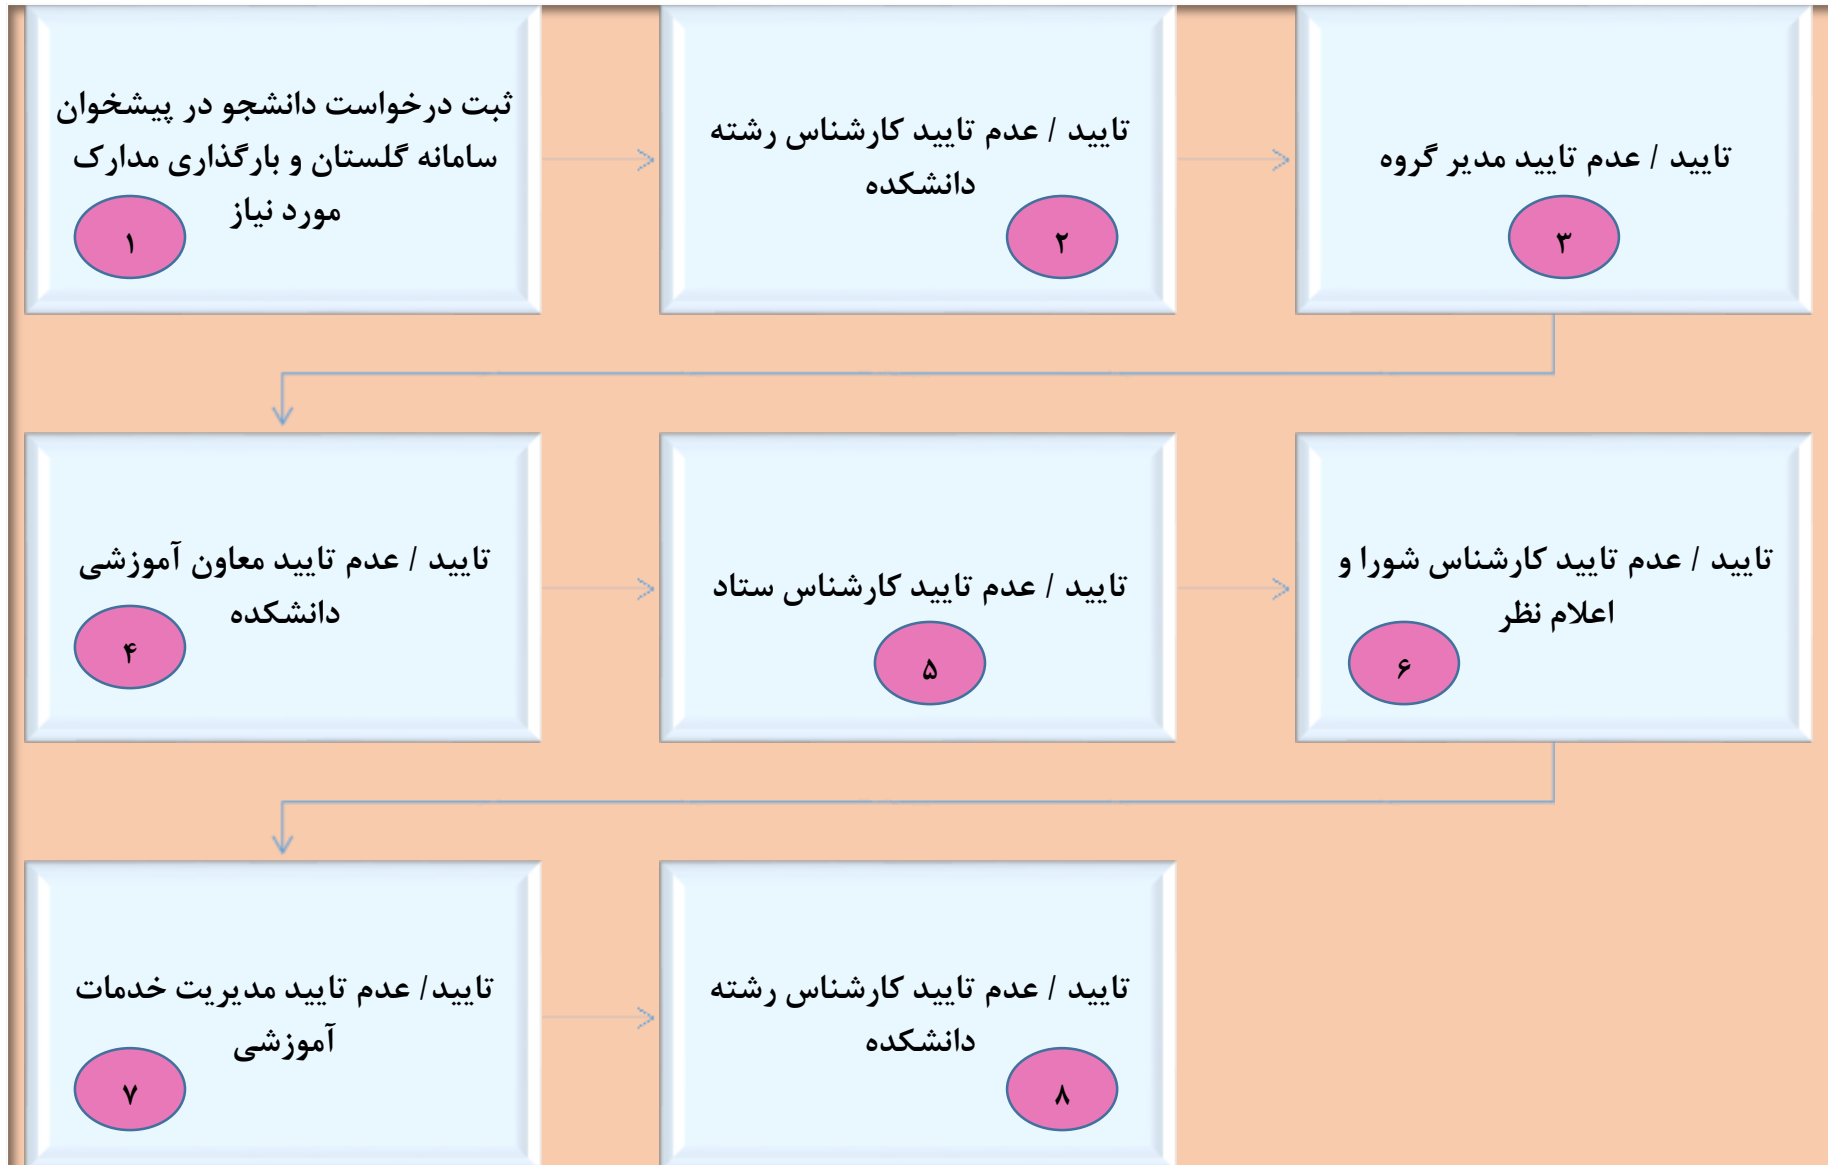 ثبت درخواست دانشجو در پیشخوان
سامانه گلستان و بارگذاری مدارک
مورد نیاز
۱
تایید / عدم تایید کارشناس رشته
دانشکده
۲
تایید / عدم تایید مدیر گروه
۳
تایید / عدم تایید معاون آموزشی
دانشکده
۴
تایید / عدم تایید کارشناس ستاد
۵
تایید / عدم تایید کارشناس شورا و
اعلام نظر
۶
تایید/ عدم تایید مدیریت خدمات
آموزشی
۷
تایید / عدم تایید کارشناس رشته
دانشکده
۸